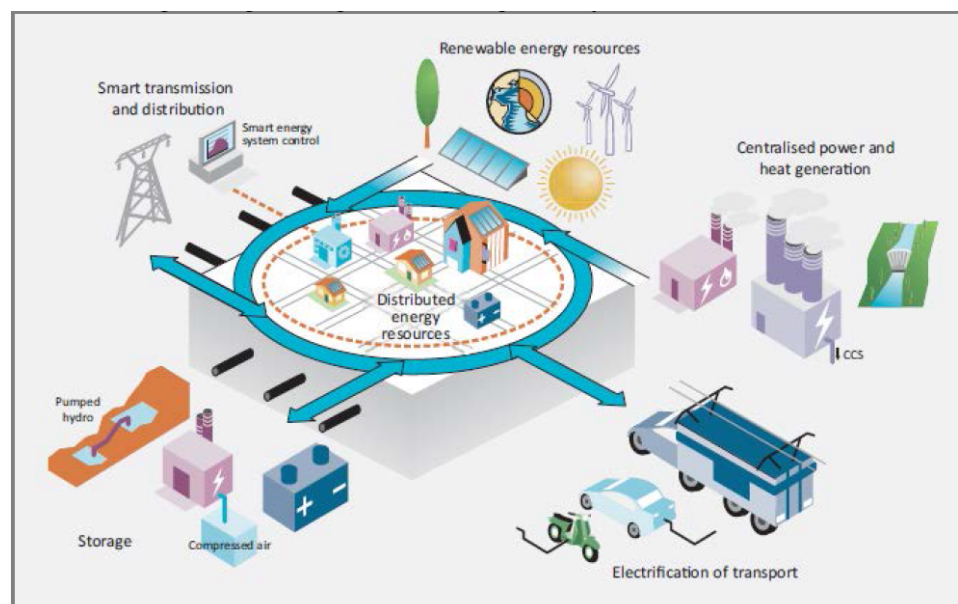 Renewable energy resources
Smart transmission
and distribution
Smart energy
system control
Centralised power and
heat generation
Distributed
energy
resources
CCS
Pumped
hydro
Compressed air
Storage
Electrification of transport